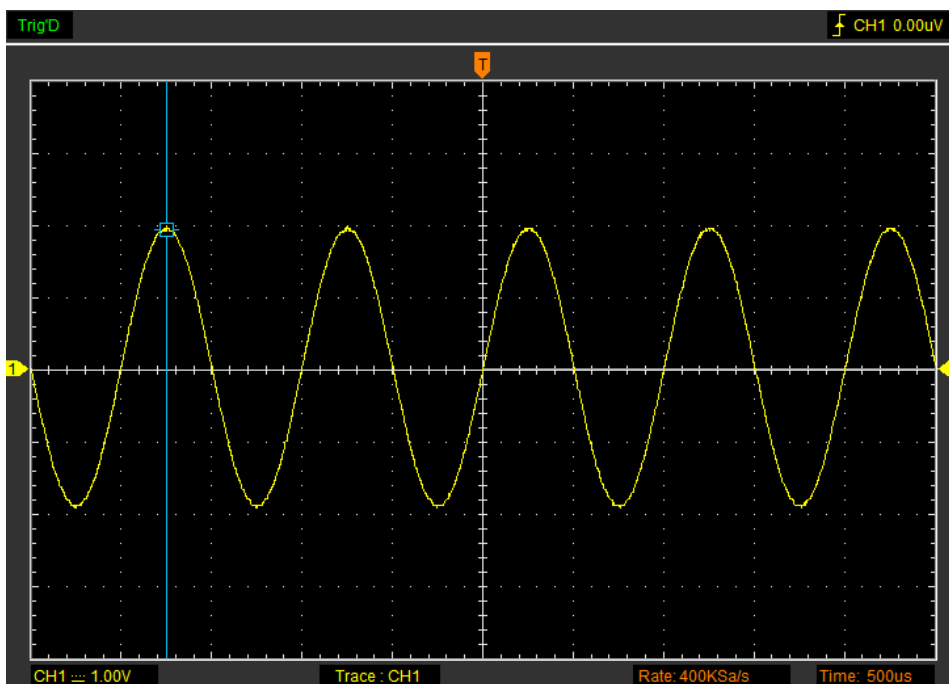 Trig'D
CH1 0.00uV
T
1
CH1 1.00V
Trace : CH1
Rate: 400KSa/s
Time: 500us